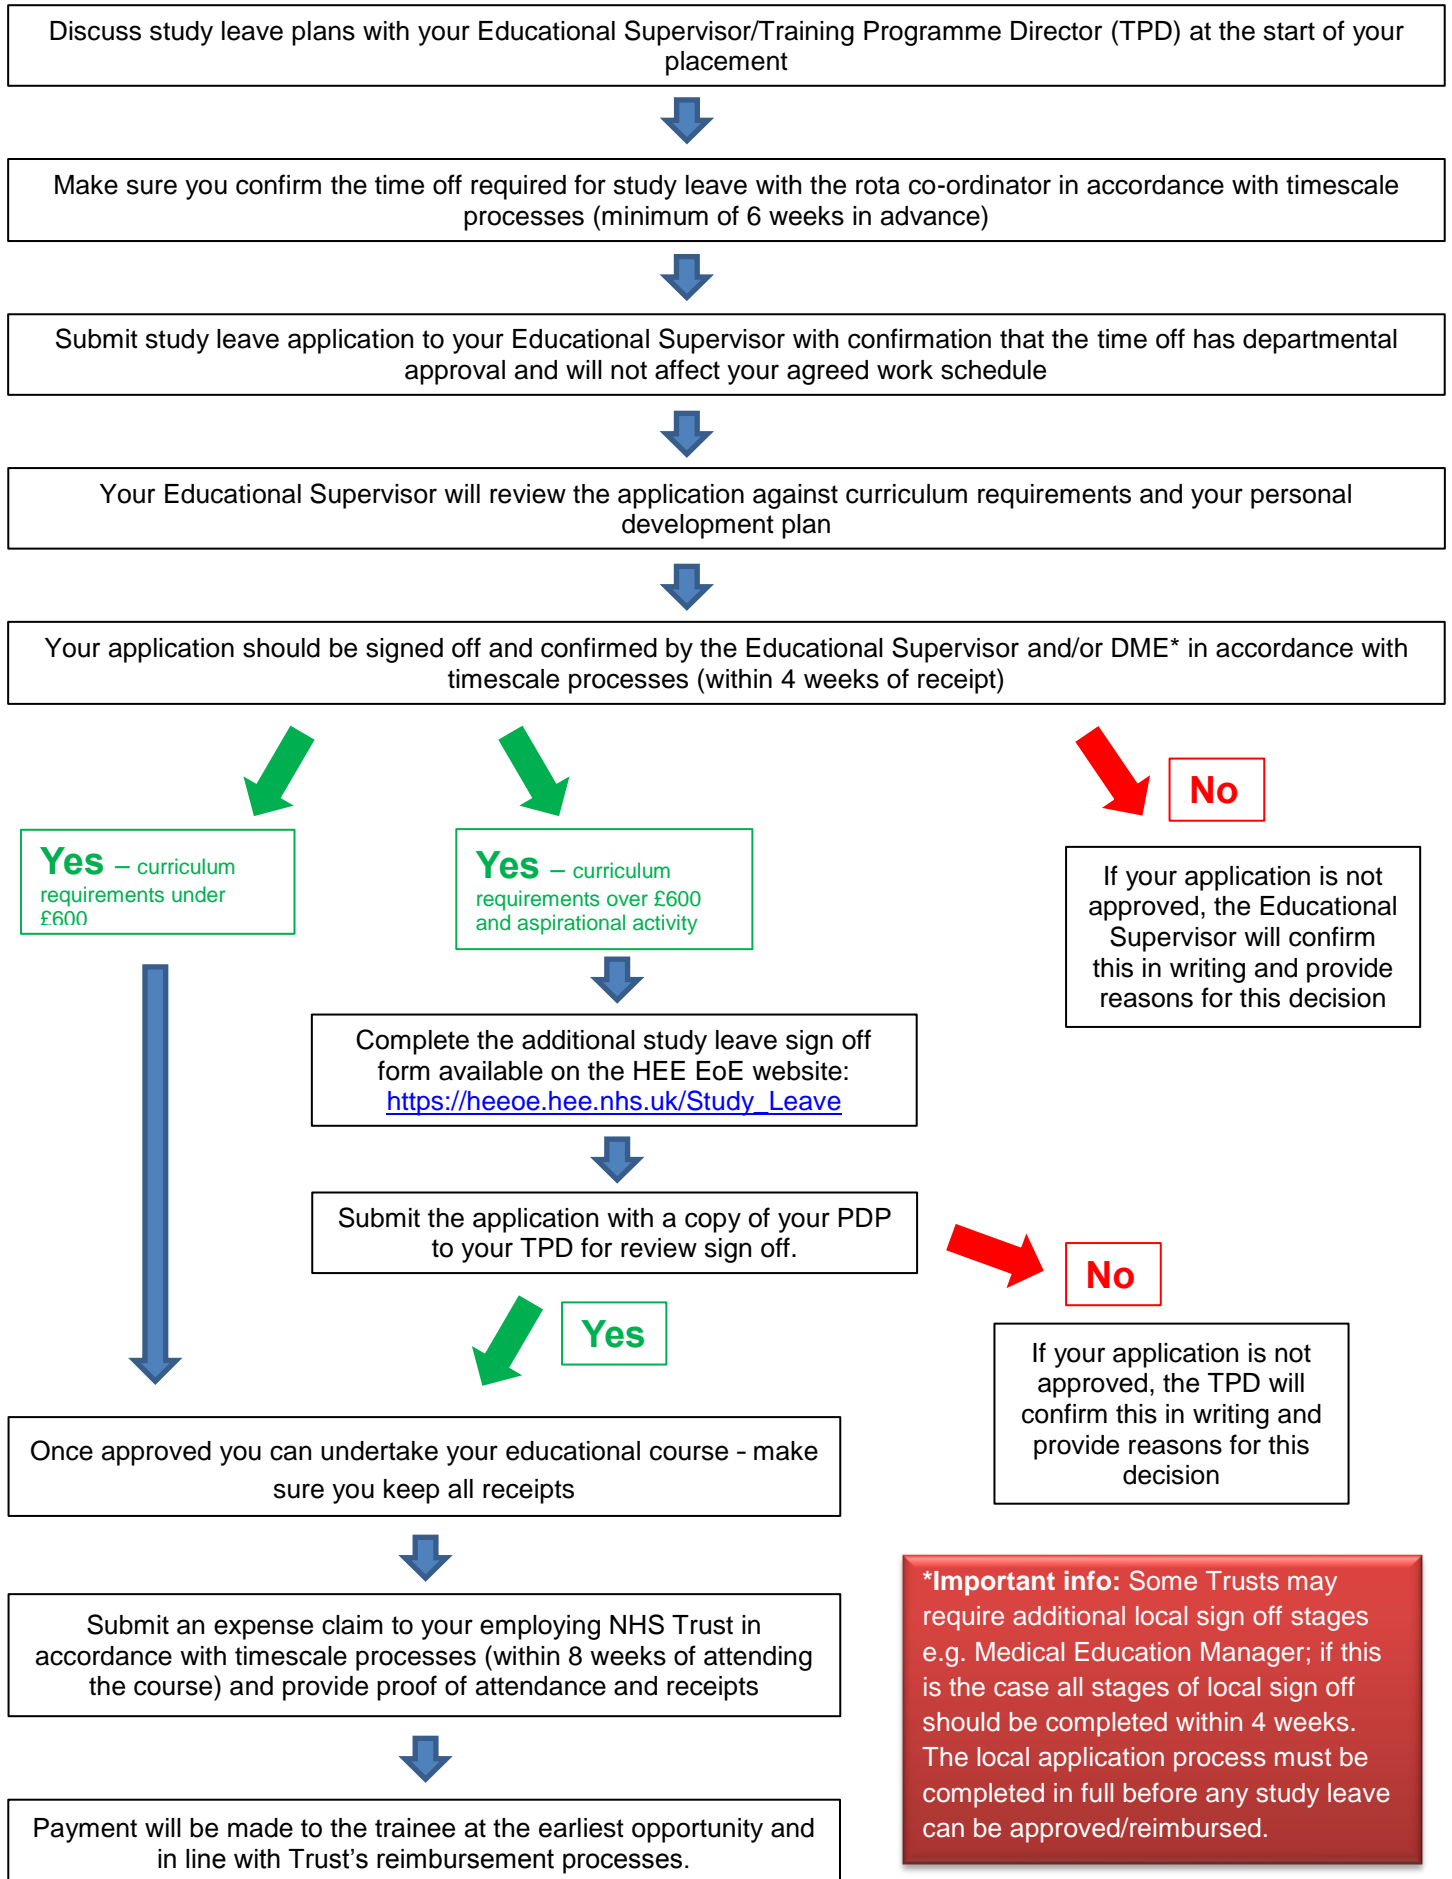 Discuss study leave plans with your Educational Supervisor/Training Programme Director (TPD) at the start of your
placement
Make sure you confirm the time off required for study leave with the rota co-ordinator in accordance with timescale
processes (minimum of 6 weeks in advance)
Submit study leave application to your Educational Supervisor with confirmation that the time off has departmental
approval and will not affect your agreed work schedule
Your Educational Supervisor will review the application against curriculum requirements and your personal
development plan
Your application should be signed off and confirmed by the Educational Supervisor and/or DME* in accordance with
timescale processes (within 4 weeks of receipt)
Yes – curriculum
requirements under
£600
Yes – curriculum
requirements over £600
and aspirational activity
No
If your application is not
approved, the Educational
Supervisor will confirm
this in writing and provide
reasons for this decision
Complete the additional study leave sign off
form available on the HEE EoE website:
https://heeoe.hee.nhs.uk/Study_Leave
Submit the application with a copy of your PDP
to your TPD for review sign off.
No
Yes
If your application is not
approved, the TPD will
confirm this in writing and
provide reasons for this
decision
Once approved you can undertake your educational course - make
sure you keep all receipts
Submit an expense claim to your employing NHS Trust in
accordance with timescale processes (within 8 weeks of attending
the course) and provide proof of attendance and receipts
Payment will be made to the trainee at the earliest opportunity and
in line with Trust's reimbursement processes.
*Important info: Some Trusts may
require additional local sign off stages
e.g. Medical Education Manager; if this
is the case all stages of local sign off
should be completed within 4 weeks.
The local application process must be
completed in full before any study leave
can be approved/reimbursed.